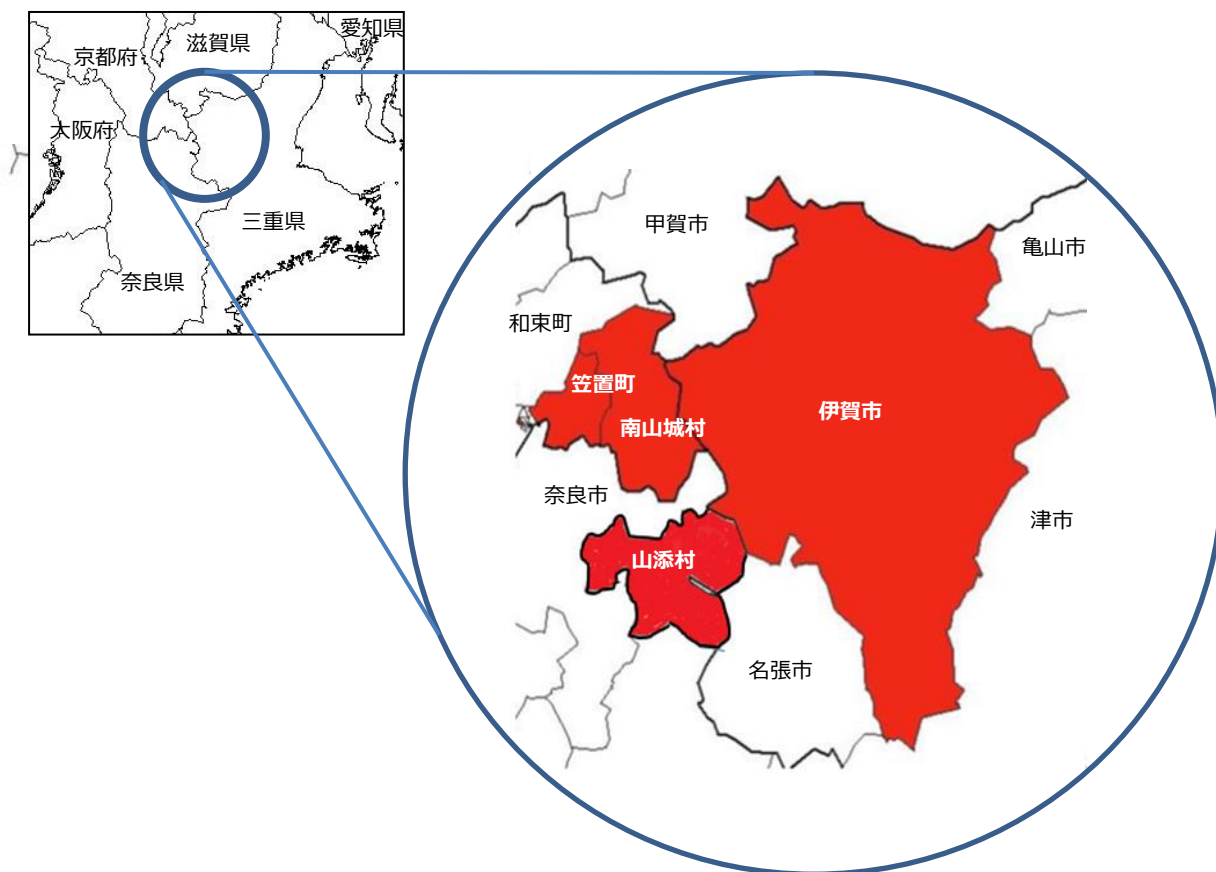 愛知県
滋賀県
京都府
大阪府
三重県
奈良県
甲賀市
亀山市
和束町
笠置町
伊賀市
南山城村
奈良市
津市
山添村
名張市